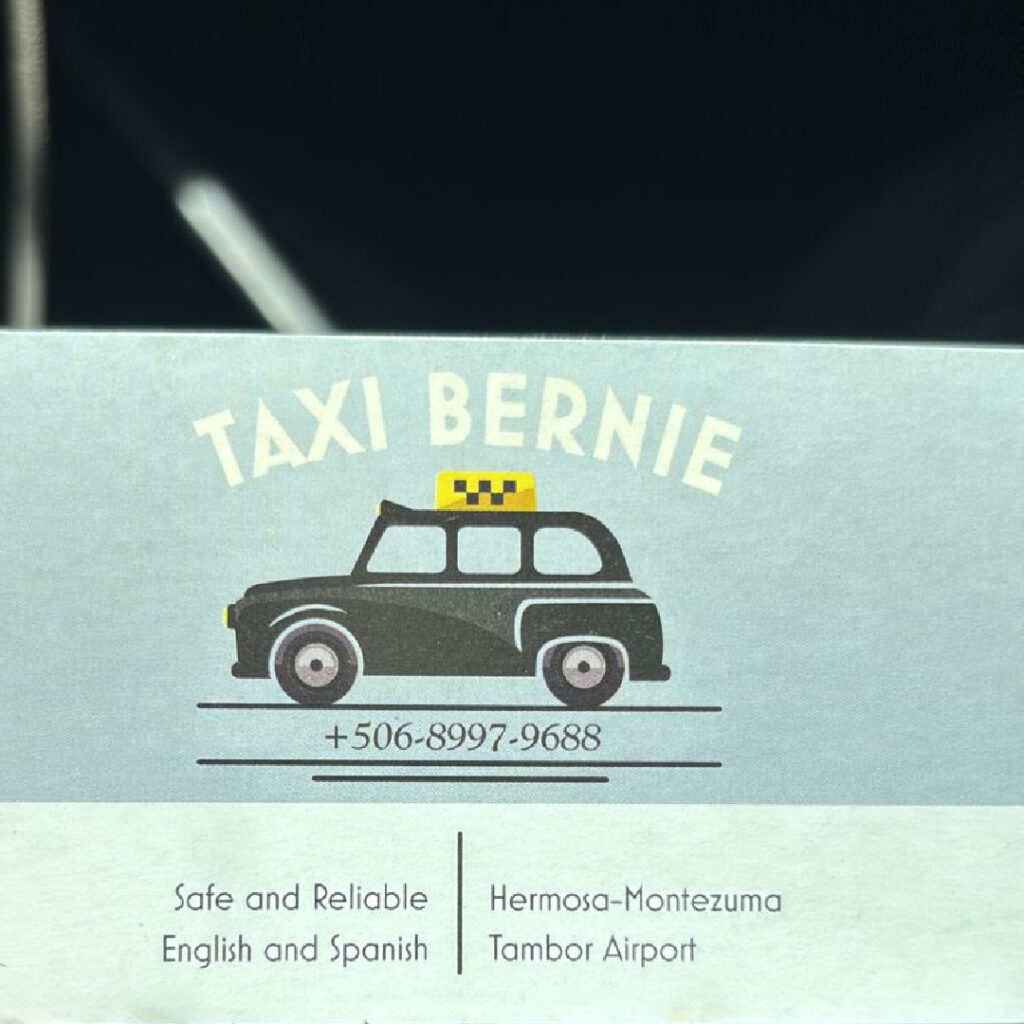 TAXI BERNIE
+506-8997-9688
Safe and Reliable
English and Spanish
Hermosa-Montezuma
Tambor Airport